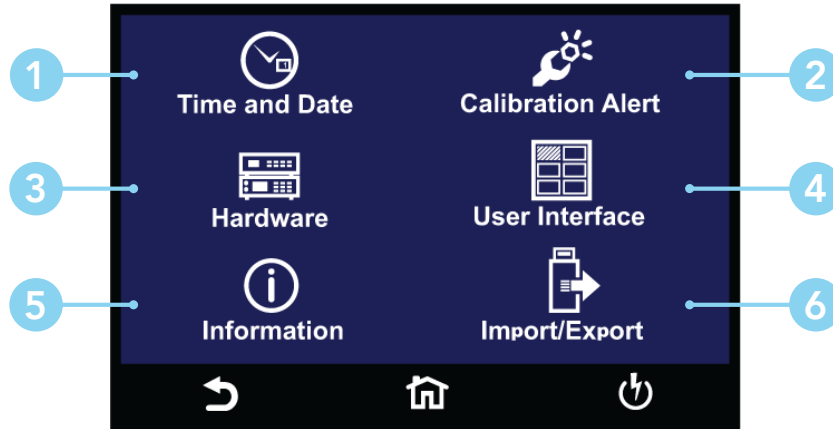 1
Time and Date
2
Calibration Alert
3
Hardware
4
User Interface
5
Information
6
Import/Export